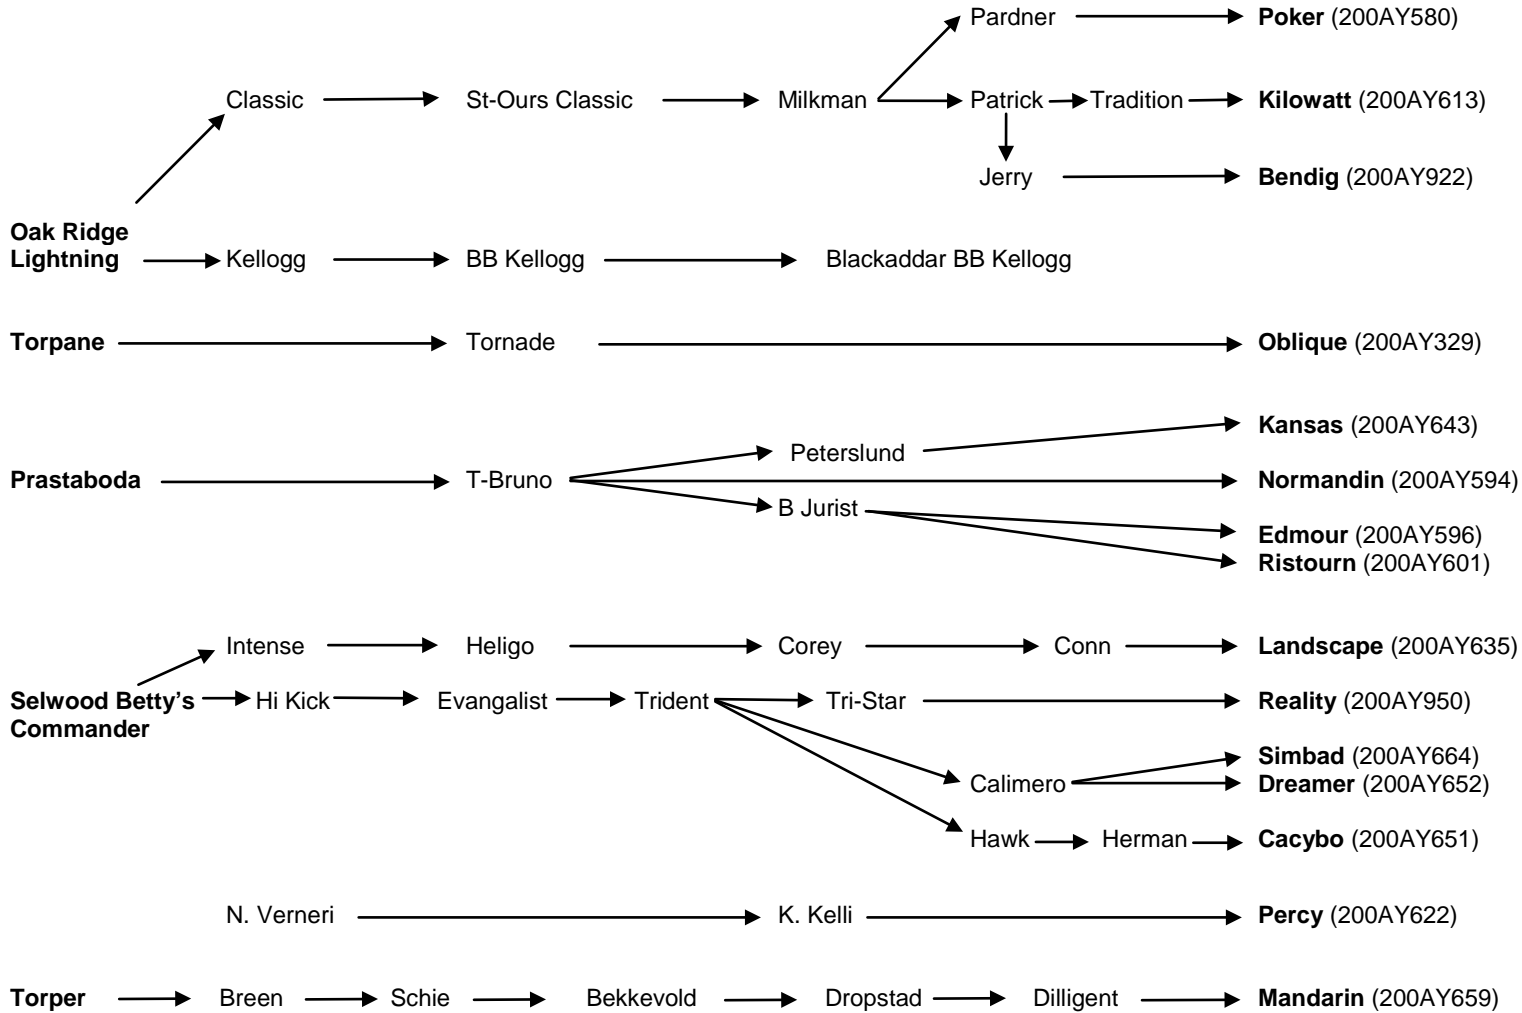 Pardner Poker (200AY580)
Classic St-Ours Classic Milkman Patrick Tradition Kilowatt (200AY613)
Jerry Bendig (200AY922)
Oak Ridge
Lightning Kellogg BB Kellogg Blackaddar BB Kellogg
Torpane Tornade Oblique (200AY329)
Kansas (200AY643)
Peterslund
Prastaboda T-Bruno Normandin (200AY594)
B Jurist
Edmour (200AY596)
Ristourn (200AY601)
Intense Heligo Corey Conn Landscape (200AY635)
Selwood Betty’s Hi Kick Evangalist Trident Tri-Star Reality (200AY950)
Commander
Simbad (200AY664)
Calimero Dreamer (200AY652)
Hawk Herman Cacybo (200AY651)
N. Verneri K. Kelli Percy (200AY622)
Torper Breen Schie Bekkevold Dropstad Dilligent Mandarin (200AY659)